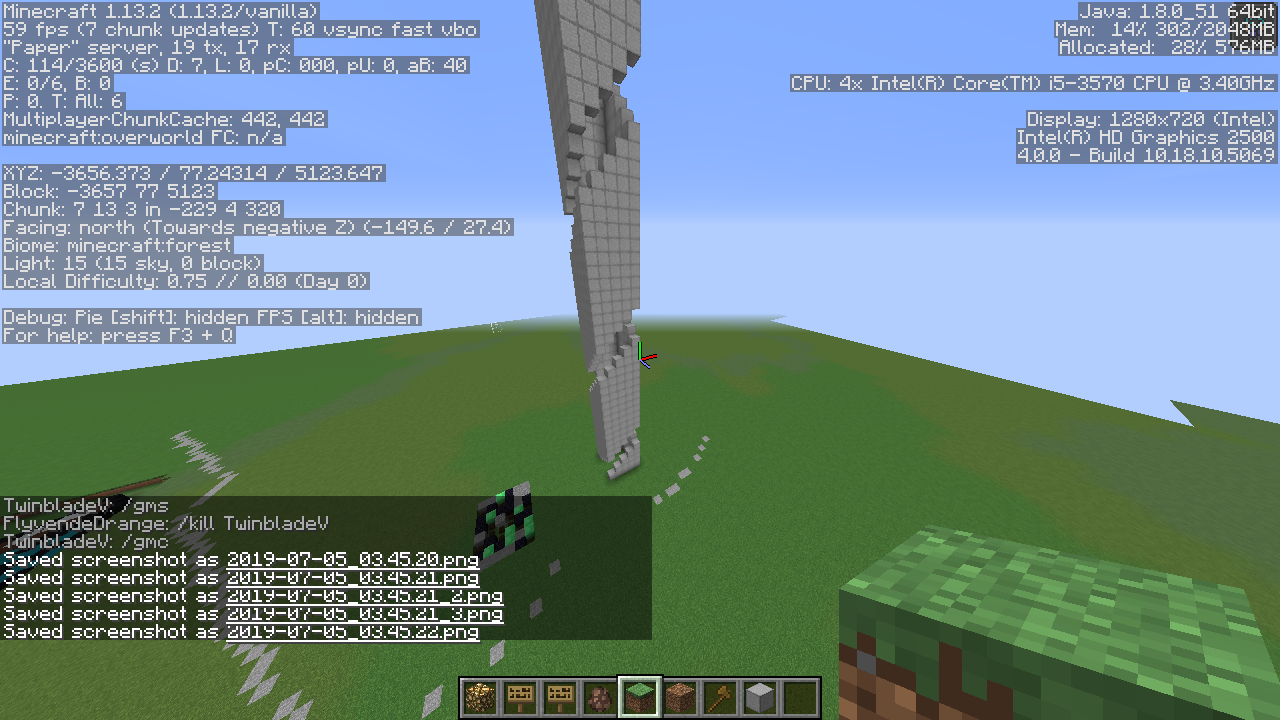 Minecraft 1.13.2 (1.13.2/vanilla)
59 fps (7 chunk updates) T: 60 vsync fast vbo
"Paper" server, 19 tx, 17 rx
C: 114/3600 (s) D: 7, L: 0, pC: 000, pU: 0, aB: 40
E: 0/6, B: 0
P: 0. T: All: 6
MultiplayerChunkCache: 442, 442
minecraft:overworld FC: n/a
XYZ: -3656.373 / 77.24314 / 5123.647
Block: -3657 77 5123
Chunk: 7 13 3 in -229 4 320
Facing: north (Towards negative Z) (-149.6 / 27.4)
Biome: minecraft:forest
Light: 15 (15 sky, 0 block)
Local Difficulty: 0.75 // 0.00 (Day 0)
Debug: Pie [shift]: hidden FPS [alt]: hidden
For help: press F3 + Q
Java: 1.8.0_51 64bit
Mem: 14% 302/2048MB
Allocated: 28% 576MB
CPU: 4x Intel(R) Core(TM) i5-3570 CPU @ 3.40GHz
Display: 1280x720 (Intel)
Intel(R) HD Graphics 2500
4.0.0 - Build 10.18.10.5069
TwinbladeV: /gms
FlyvendeDrange: /kill TwinbladeV
TwinbladeV: /gmc
Saved screenshot as 2019-07-05_03.45.20.png
Saved screenshot as 2019-07-05_03.45.21.png
Saved screenshot as 2019-07-05_03.45.21_2.png
Saved screenshot as 2019-07-05_03.45.21_3.png
Saved screenshot as 2019-07-05_03.45.22.png